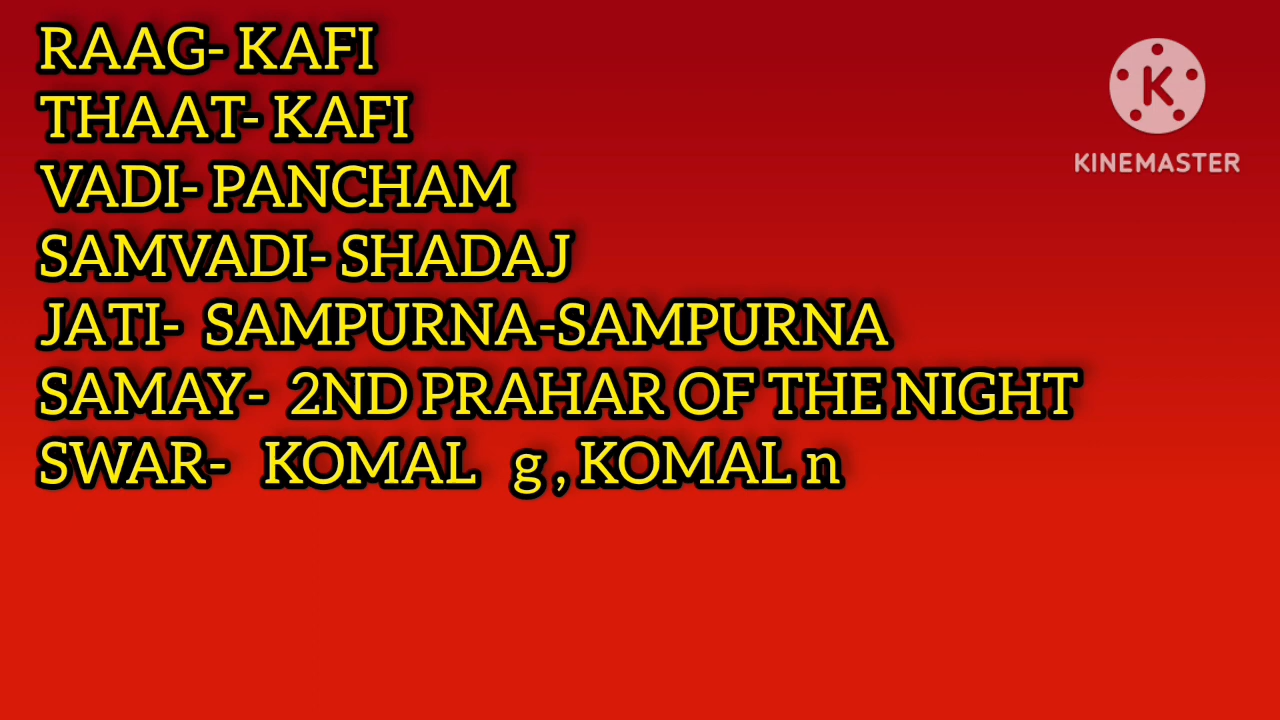 RAAG- KAFI
THAAT- KAFI
VADI- PANCHAM
SAMVADI- SHADAJ
JATI- SAMPURNA-SAMPURNA
SAMAY- 2ND PRAHAR OF THE NIGHT
SWAR- KOMAL g , KOMAL n
K
KINEMASTER